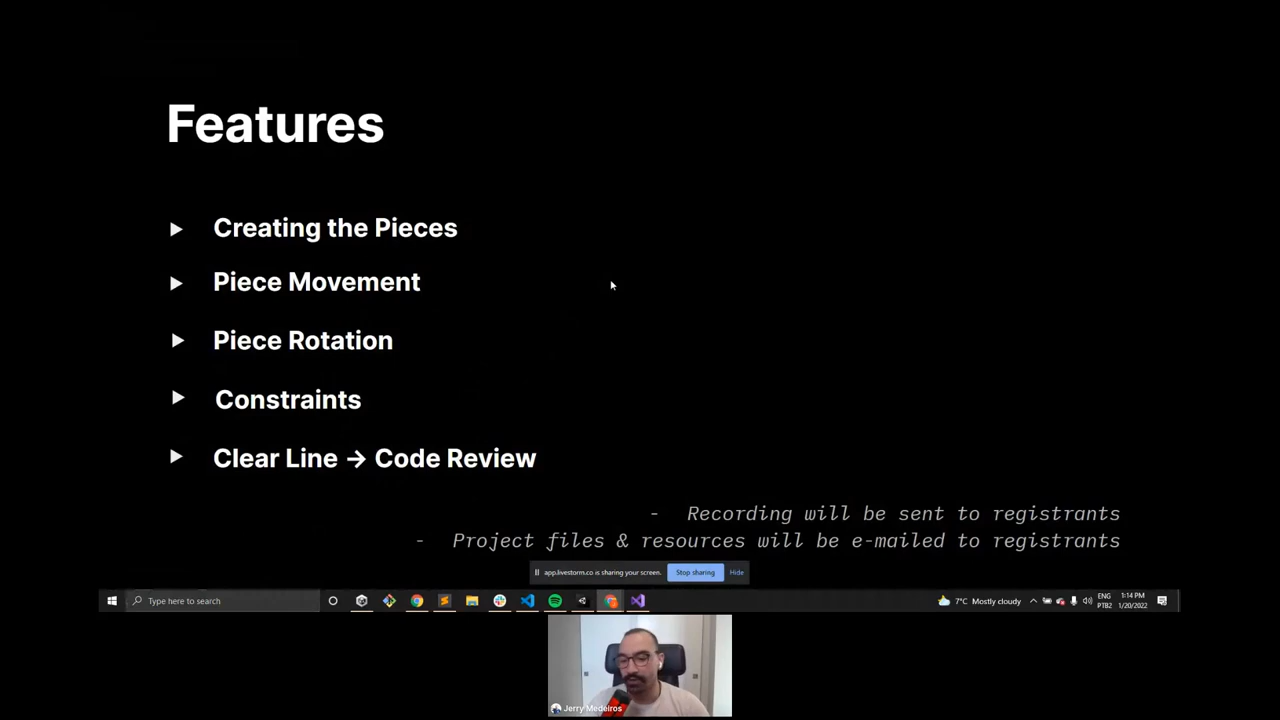 Features
Creating the Pieces
Piece Movement
Piece Rotation
Constraints
Clear Line → Code Review
- Recording will be sent to registrants
- Project files & resources will be e-mailed to registrants
app.livestorm.co is sharing your screen. Stop sharing Hide
Type here to search 7°C Mostly cloudy ENG 1:14 PM
PTB2 1/20/2022
Jerry Medeiros